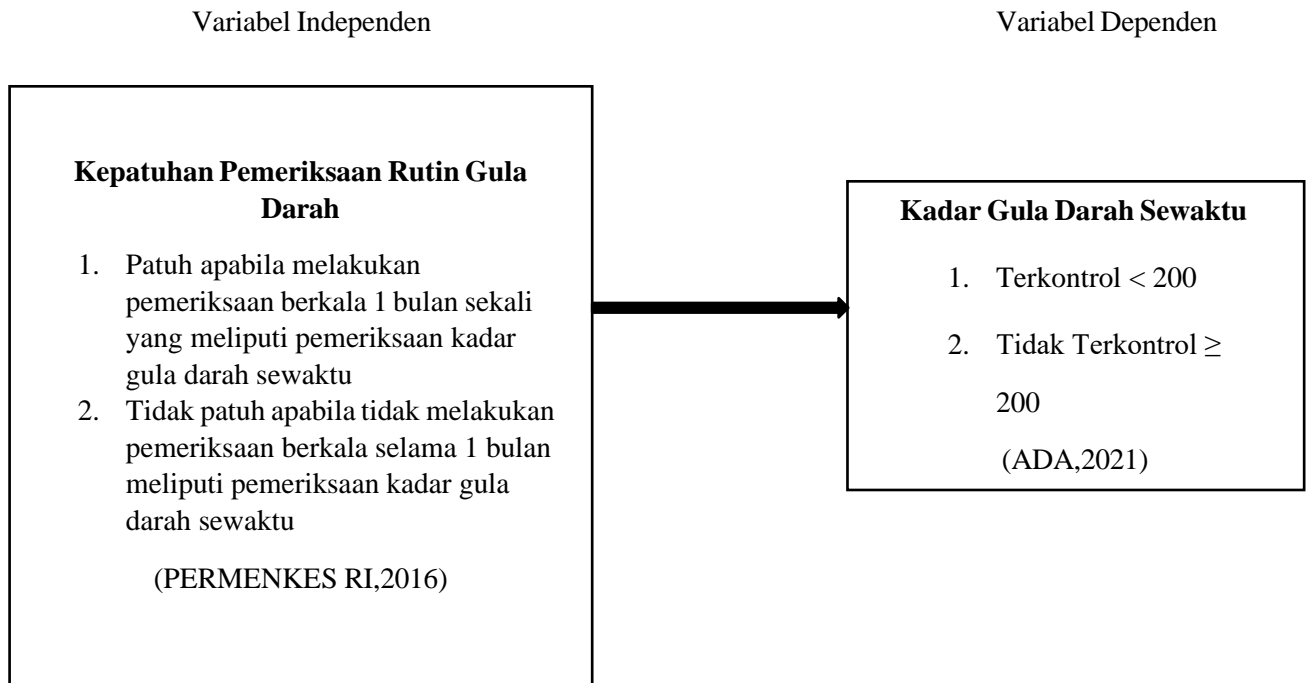 Variabel Independen
Variabel Dependen
Kepatuhan Pemeriksaan Rutin Gula
Darah
1. Patuh apabila melakukan
pemeriksaan berkala 1 bulan sekali
yang meliputi pemeriksaan kadar
gula darah sewaktu
2. Tidak patuh apabila tidak melakukan
pemeriksaan berkala selama 1 bulan
meliputi pemeriksaan kadar gula
darah sewaktu
(PERMENKES RI,2016)
Kadar Gula Darah Sewaktu
1. Terkontrol < 200
2. Tidak Terkontrol ≥
200
(ADA,2021)